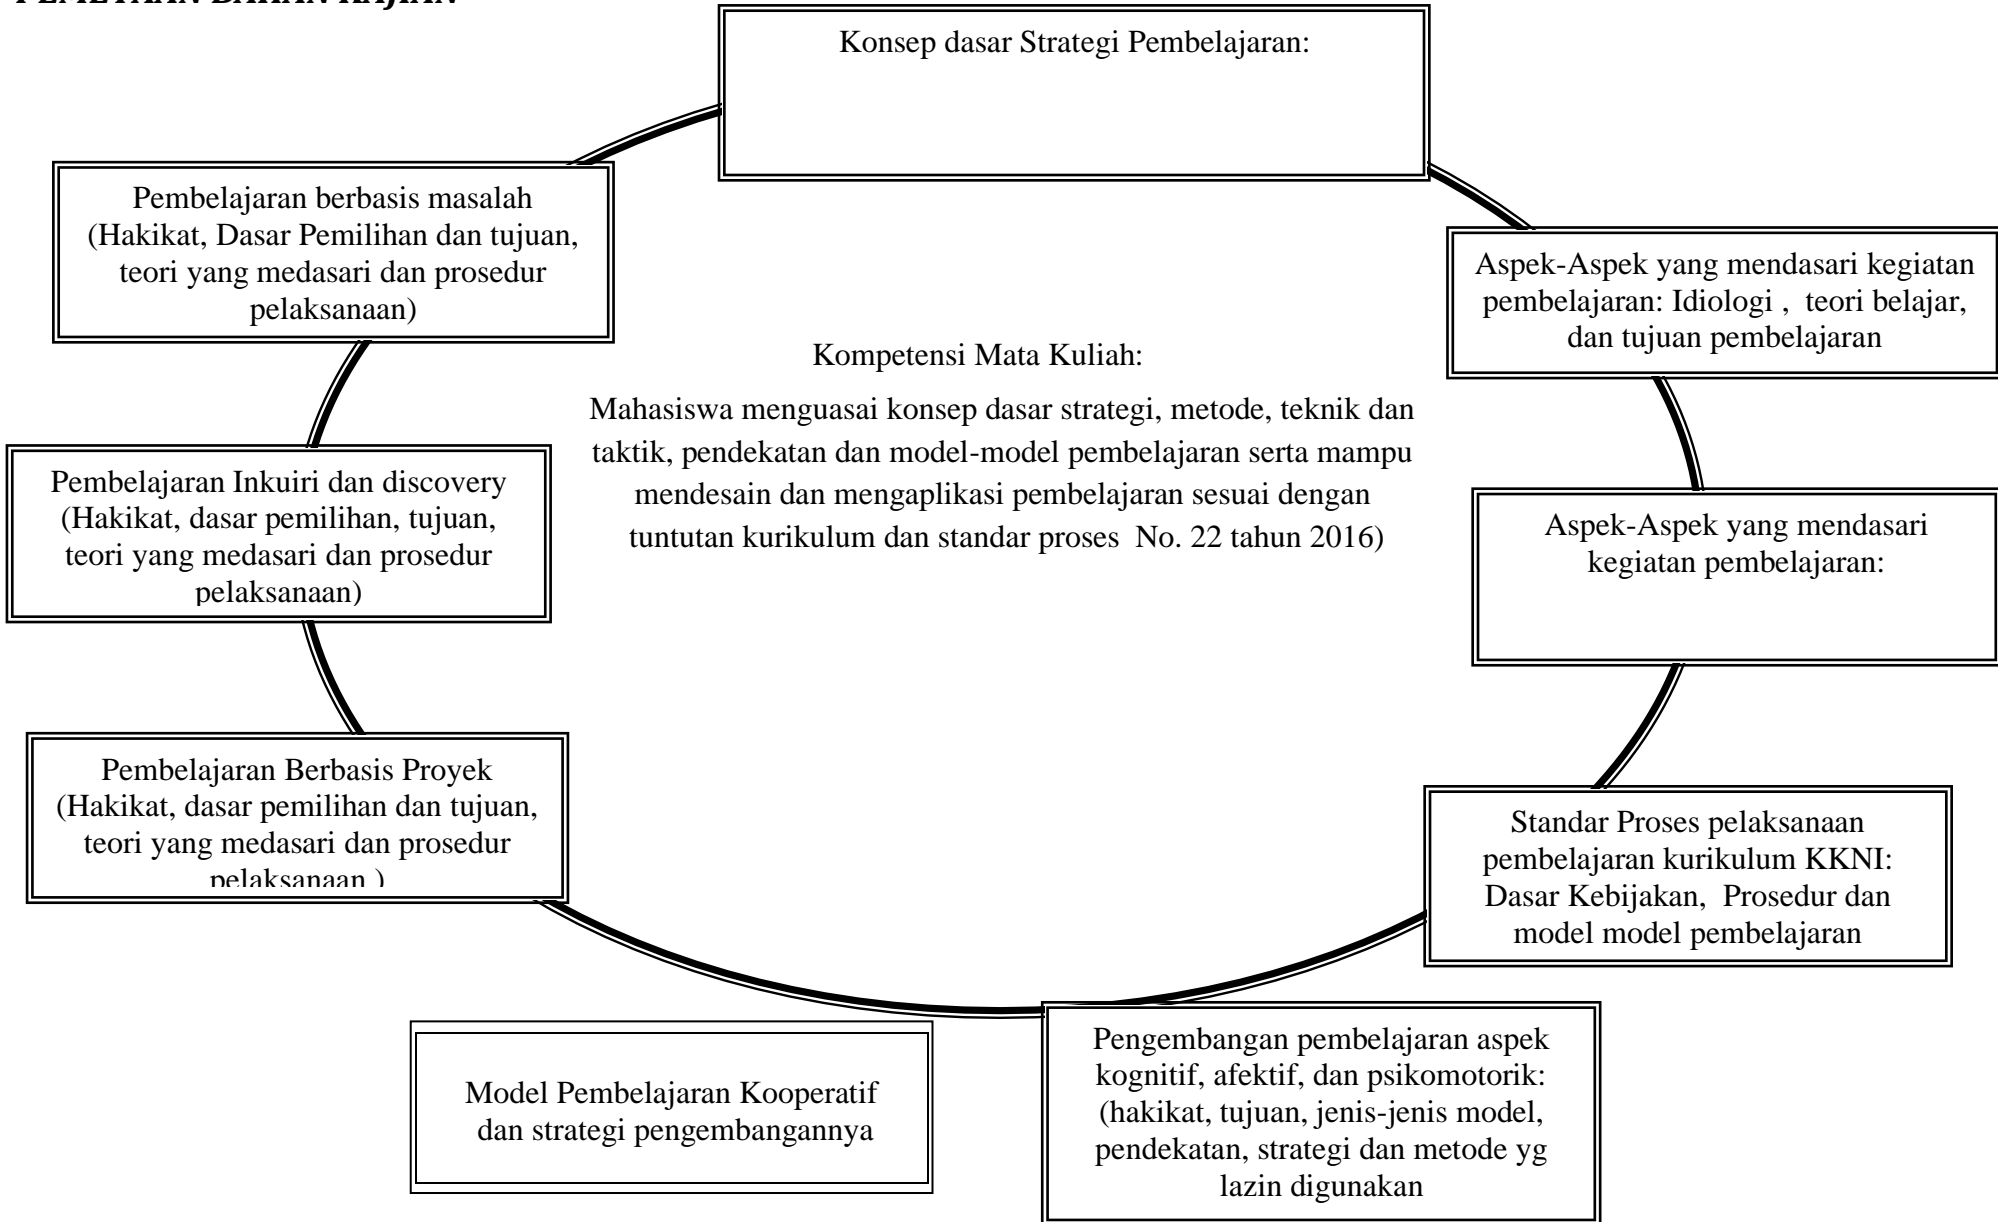 Konsep dasar Strategi Pembelajaran:
Pembelajaran berbasis masalah
(Hakikat, Dasar Pemilihan dan tujuan,
teori yang medasari dan prosedur
pelaksanaan)
Aspek-Aspek yang mendasari kegiatan
pembelajaran: Idiologi , teori belajar,
dan tujuan pembelajaran
Kompetensi Mata Kuliah:
Mahasiswa menguasai konsep dasar strategi, metode, teknik dan
taktik, pendekatan dan model-model pembelajaran serta mampu
mendesain dan mengaplikasi pembelajaran sesuai dengan
tuntutan kurikulum dan standar proses No. 22 tahun 2016)
Pembelajaran Inkuiri dan discovery
(Hakikat, dasar pemilihan, tujuan,
teori yang medasari dan prosedur
pelaksanaan)
Aspek-Aspek yang mendasari
kegiatan pembelajaran:
Pembelajaran Berbasis Proyek
(Hakikat, dasar pemilihan dan tujuan,
teori yang medasari dan prosedur
pelaksanaan )
Standar Proses pelaksanaan
pembelajaran kurikulum KKNI:
Dasar Kebijakan, Prosedur dan
model model pembelajaran
Model Pembelajaran Kooperatif
dan strategi pengembangannya
Pengembangan pembelajaran aspek
kognitif, afektif, dan psikomotorik:
(hakikat, tujuan, jenis-jenis model,
pendekatan, strategi dan metode yg
lazin digunakan